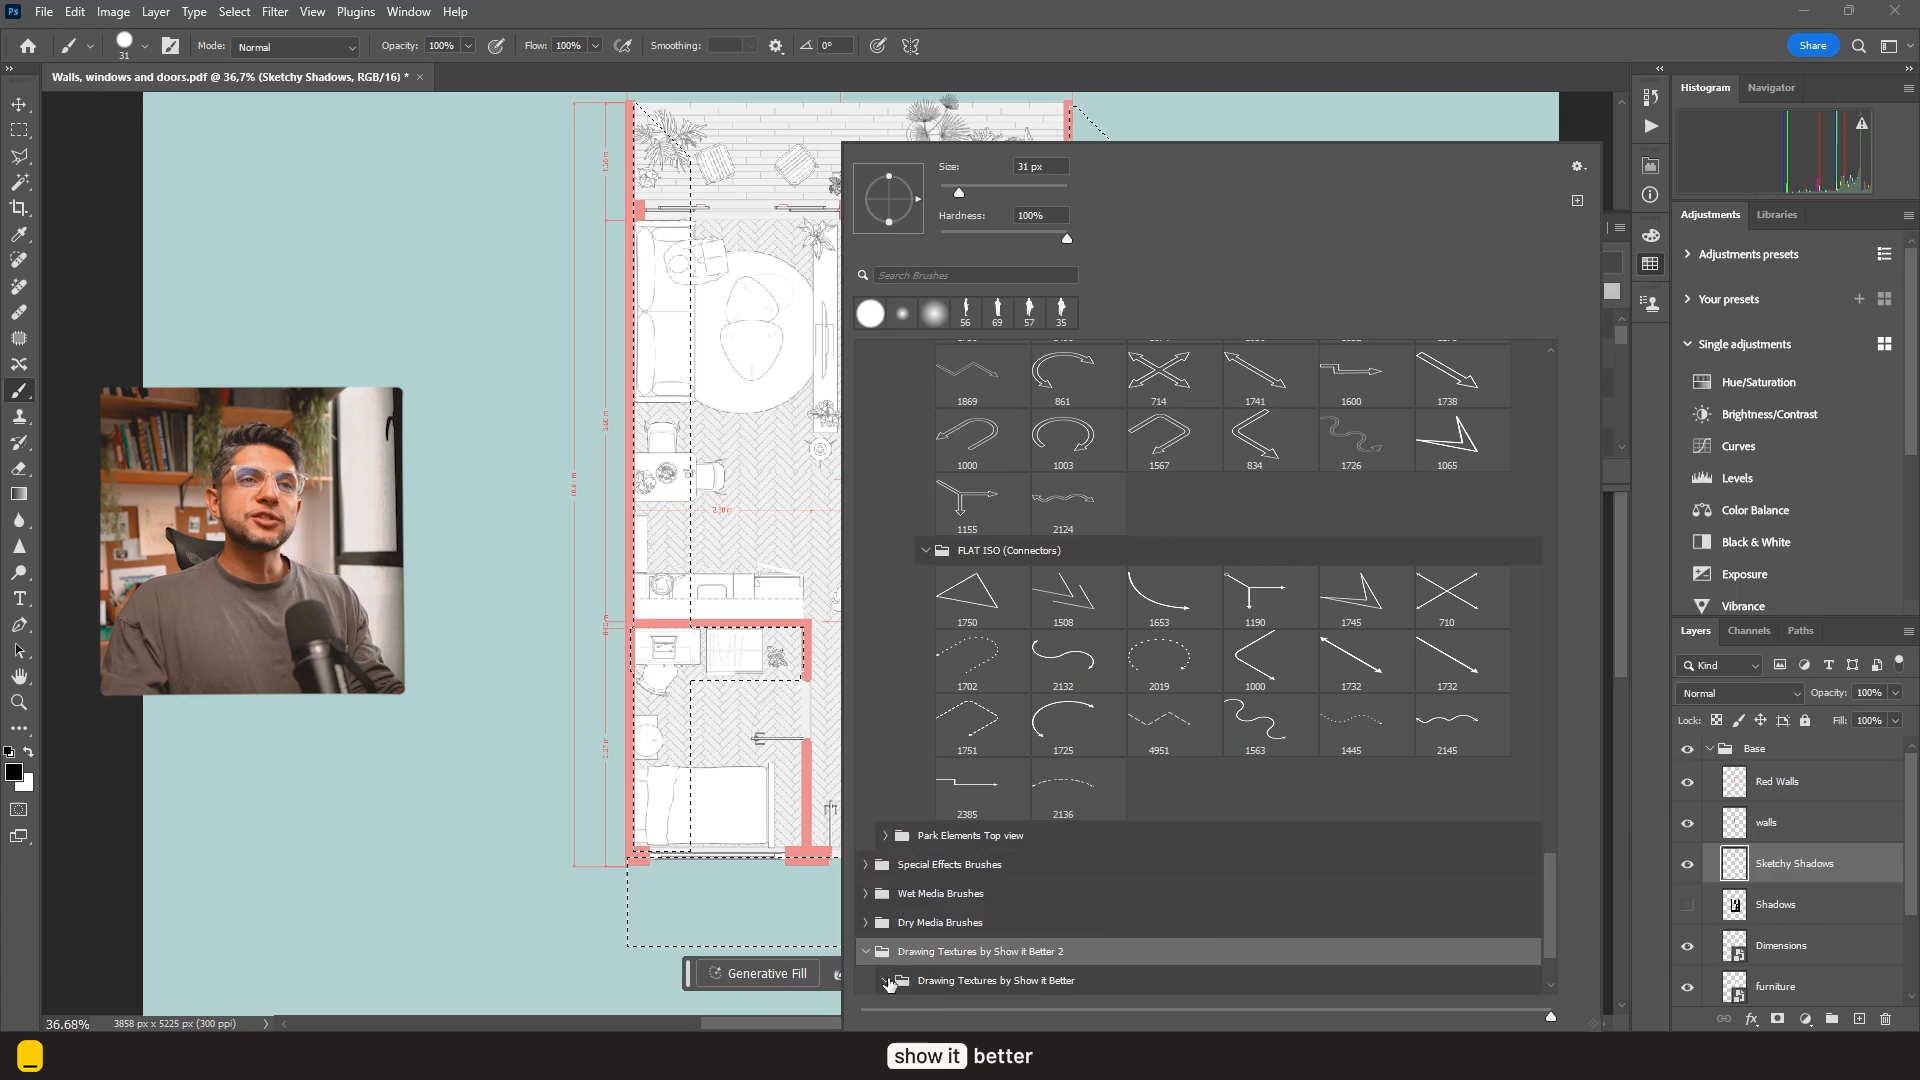 Ps File Edit Image Layer Type Select Filter View Plugins Window Help
31 Mode: Normal Opacity: 100% Flow: 100% Smoothing: 0° Share
Walls, windows and doors.pdf @ 36,7% (Sketchy Shadows, RGB/16) * ×
Size: 31 px
Hardness: 100%
Search Brushes
56 69 57 35
1869 861 714 1741 1600 1738
1000 1003 1567 834 1726 1065
1155 2124
FLAT ISO (Connectors)
1750 1508 1653 1190 1745 710
1702 2132 2019 1000 1732 1732
1751 1725 4951 1563 1445 2145
2385 2136
Park Elements Top view
Special Effects Brushes
Wet Media Brushes
Dry Media Brushes
Drawing Textures by Show it Better 2
Drawing Textures by Show it Better
Generative Fill
36.68% 3858 px x 5225 px (300 ppi)
Histogram Navigator
Adjustments Libraries
Adjustments presets
Your presets
Single adjustments
Hue/Saturation
Brightness/Contrast
Curves
Levels
Color Balance
Black & White
Exposure
Vibrance
Layers Channels Paths
Kind
Normal Opacity: 100%
Lock: Fill: 100%
Base
Red Walls
walls
Sketchy Shadows
Shadows
Dimensions
furniture
fx
show it better